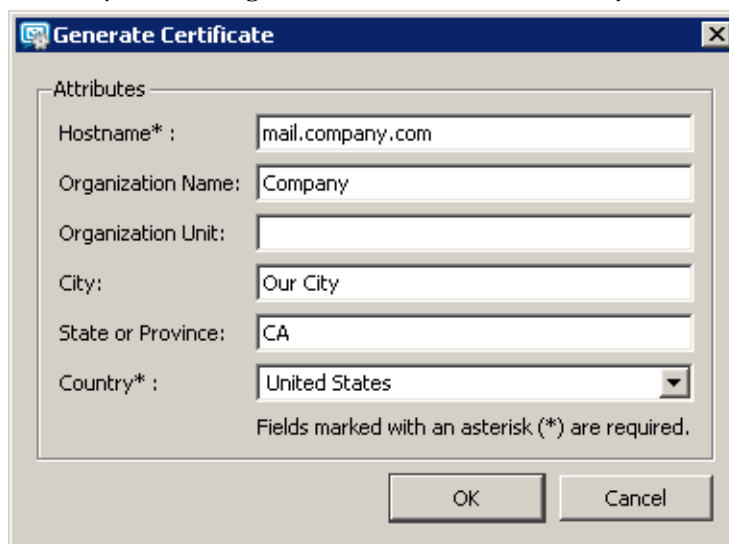 Generate Certificate
Attributes
Hostname* : mail.company.com
Organization Name: Company
Organization Unit:
City: Our City
State or Province: CA
Country* : United States
Fields marked with an asterisk (*) are required.
OK Cancel